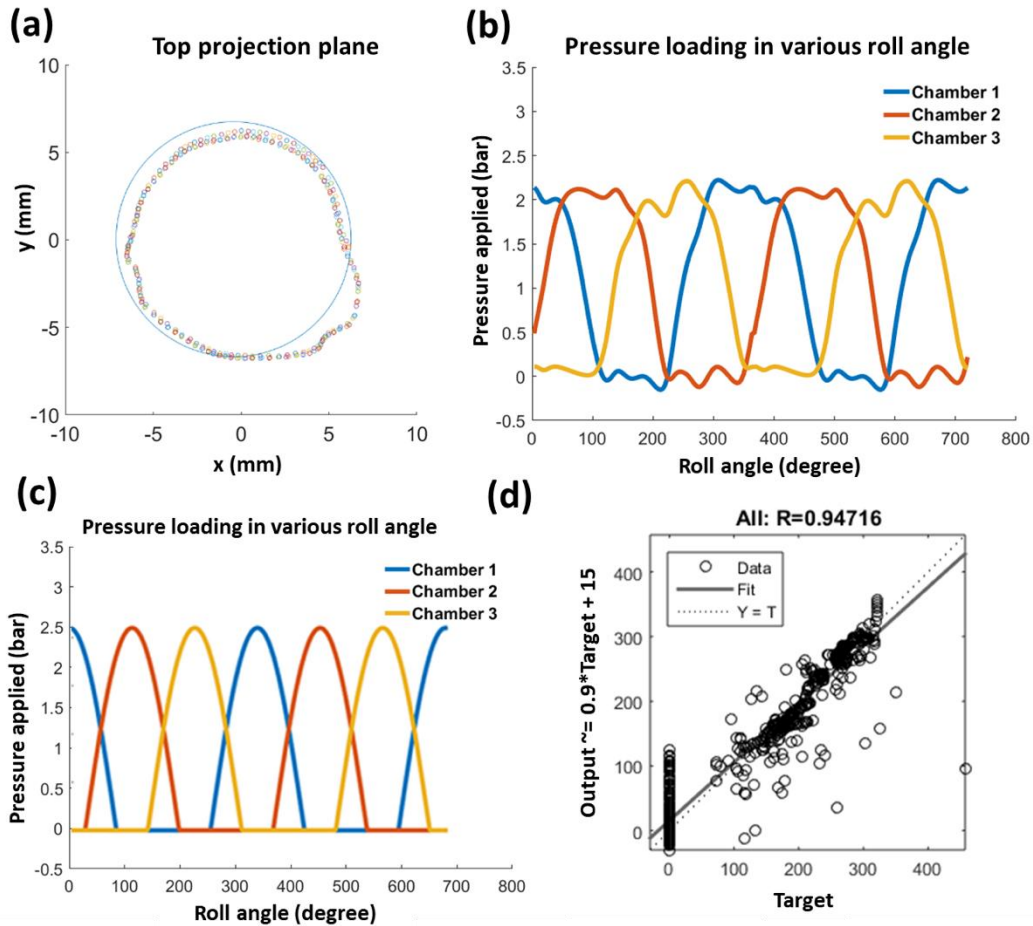 (a)
Top projection plane
10
5
0
-5
-10
-10
-5
0
5
10
y (mm)
x (mm)
(b)
Pressure loading in various roll angle
3.5
3
2.5
2
1.5
1
0.5
0
-0.5
0
100
200
300
400
500
600
700
800
Chamber 1
Chamber 2
Chamber 3
Pressure applied (bar)
Roll angle (degree)
(c)
Pressure loading in various roll angle
3.5
3
2.5
2
1.5
1
0.5
0
-0.5
0
100
200
300
400
500
600
700
800
Chamber 1
Chamber 2
Chamber 3
Pressure applied (bar)
Roll angle (degree)
(d)
All: R=0.94716
Data
Fit
Y = T
400
300
200
100
0
0
100
200
300
400
Output ~= 0.9*Target + 15
Target